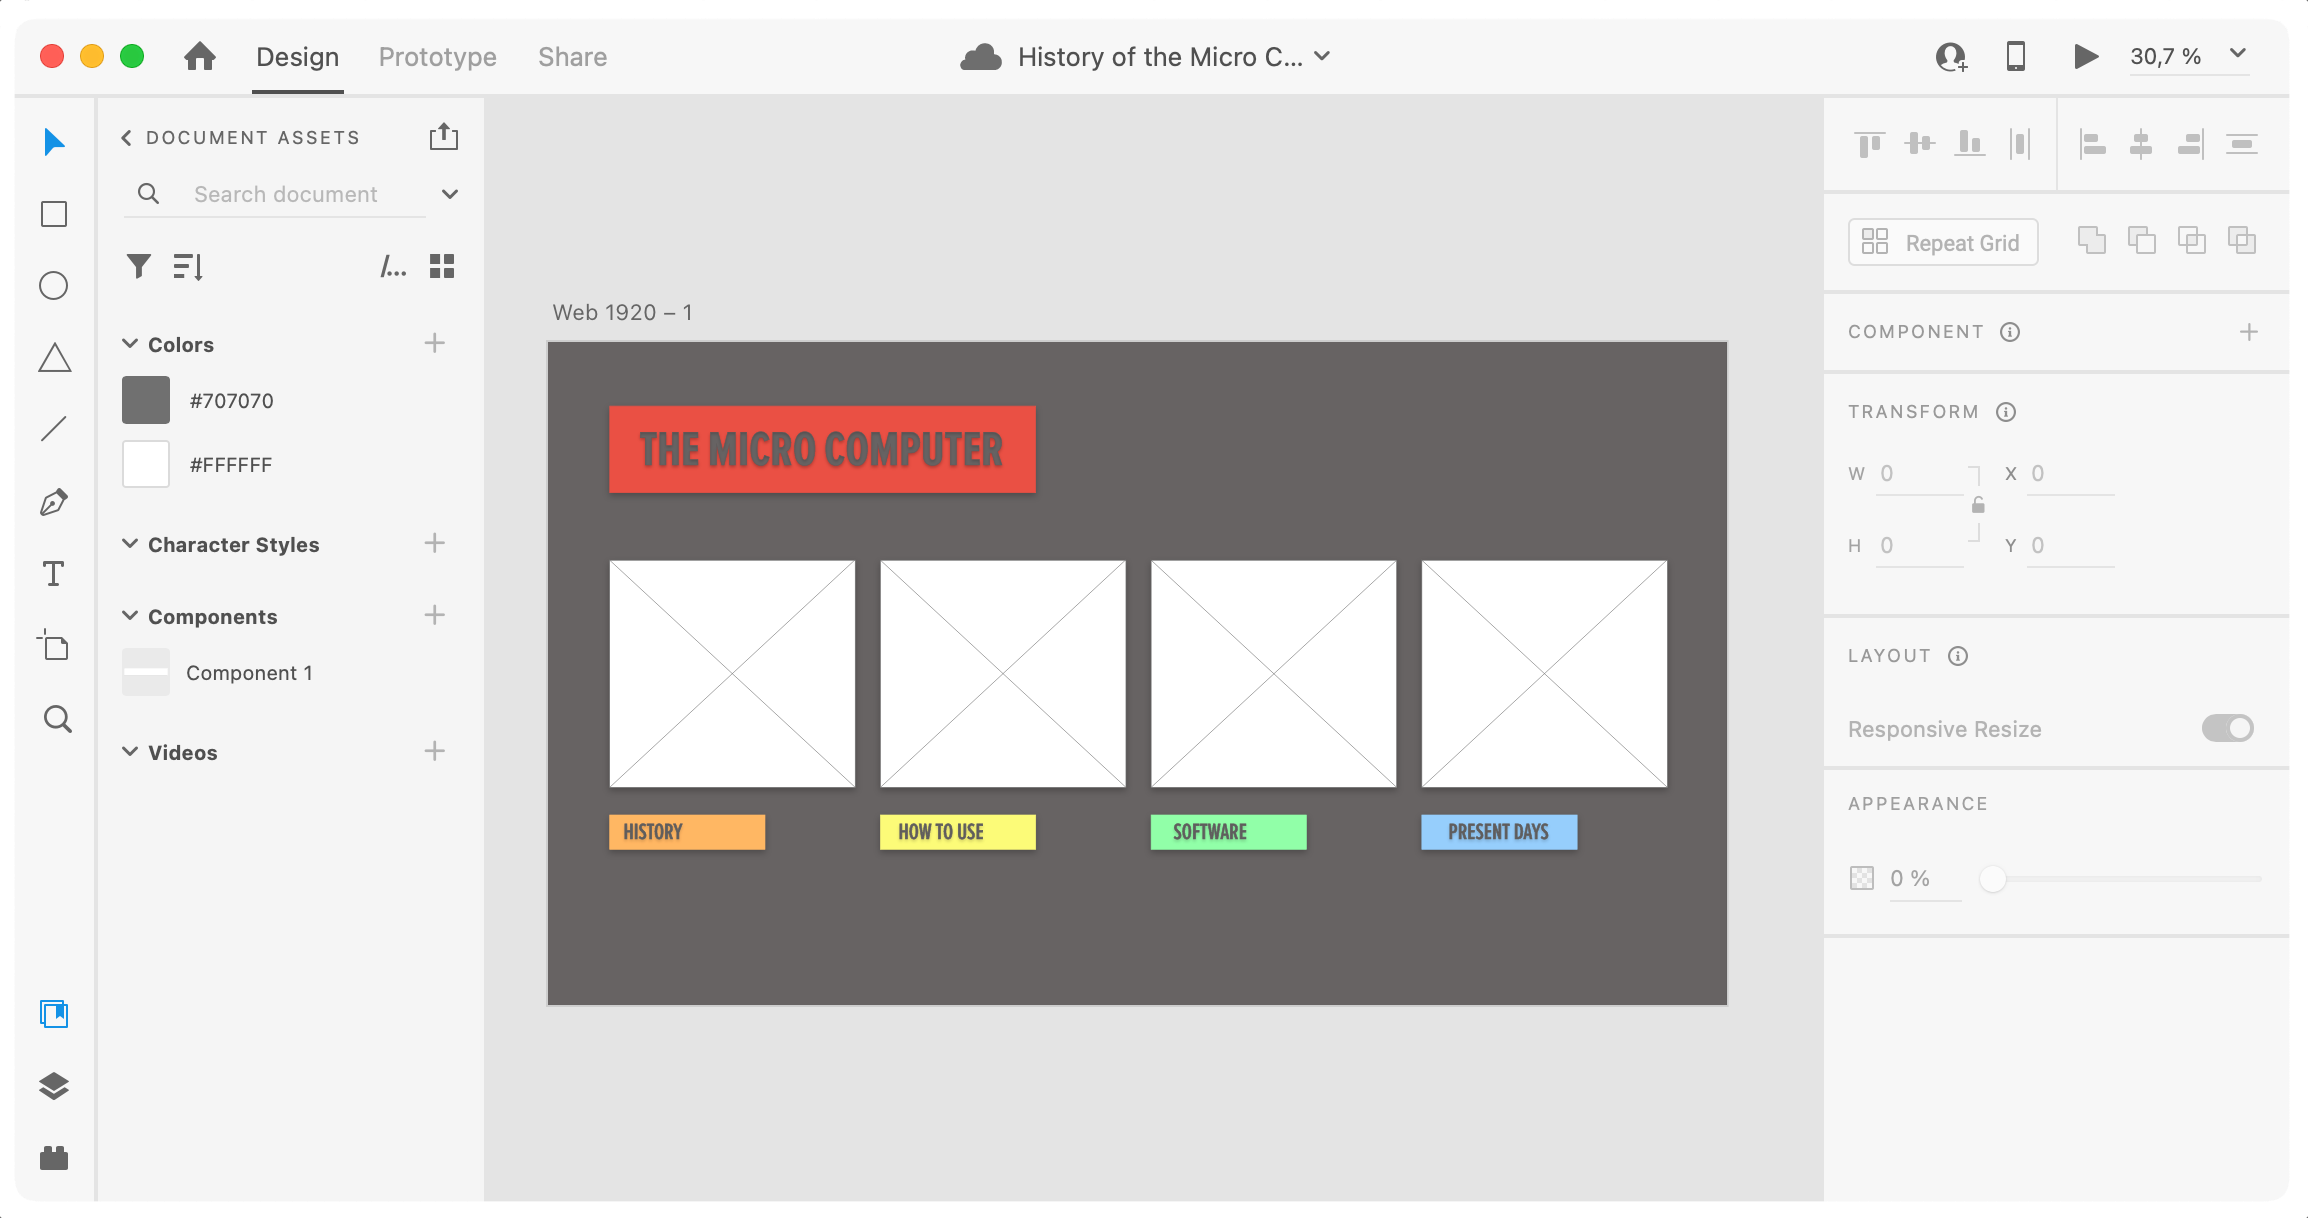 Design Prototype Share History of the Micro C... 30,7 %
DOCUMENT ASSETS
Search document
/...
Colors
#707070
#FFFFFF
Character Styles
Components
Component 1
Videos
Web 1920 – 1
THE MICRO COMPUTER
HISTORY HOW TO USE SOFTWARE PRESENT DAYS
Repeat Grid
COMPONENT
TRANSFORM
W 0 X 0
H 0 Y 0
LAYOUT
Responsive Resize
APPEARANCE
0 %